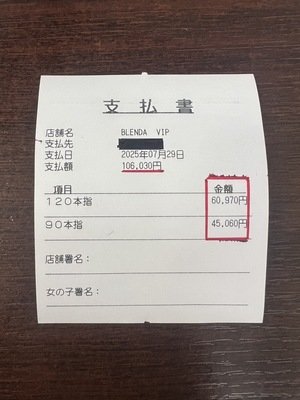 支払書
店舗名 BLENDA VIP
支払先
支払日 2025年07月29日
支払額 106,030円
項目 金額
120本指 60,970円
90本指 45,060円
店舗署名：
女の子署名：